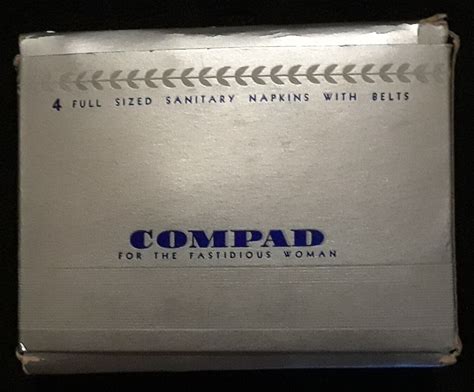 4 FULL SIZED SANITARY NAPKINS WITH BELTS
COMPAD
FOR THE FASTIDIOUS WOMAN